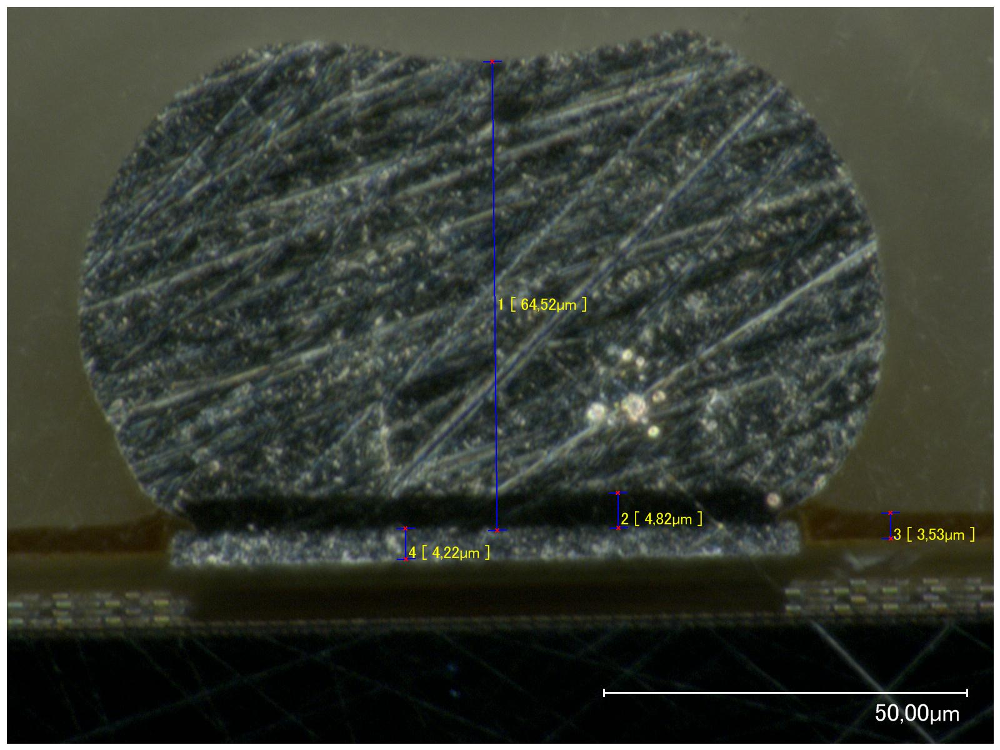 1 [ 64,52µm ]
2 [ 4,82µm ]
3 [ 3,53µm ]
4 [ 4,22µm ]
50,00µm